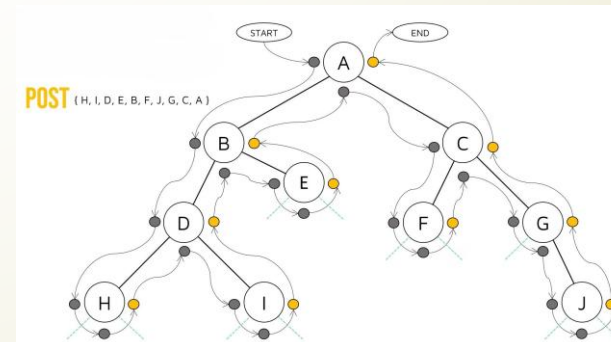 START
END
A
POST (H, I, D, E, B, F, J, G, C, A)
B
C
E
D
F
G
H
I
J